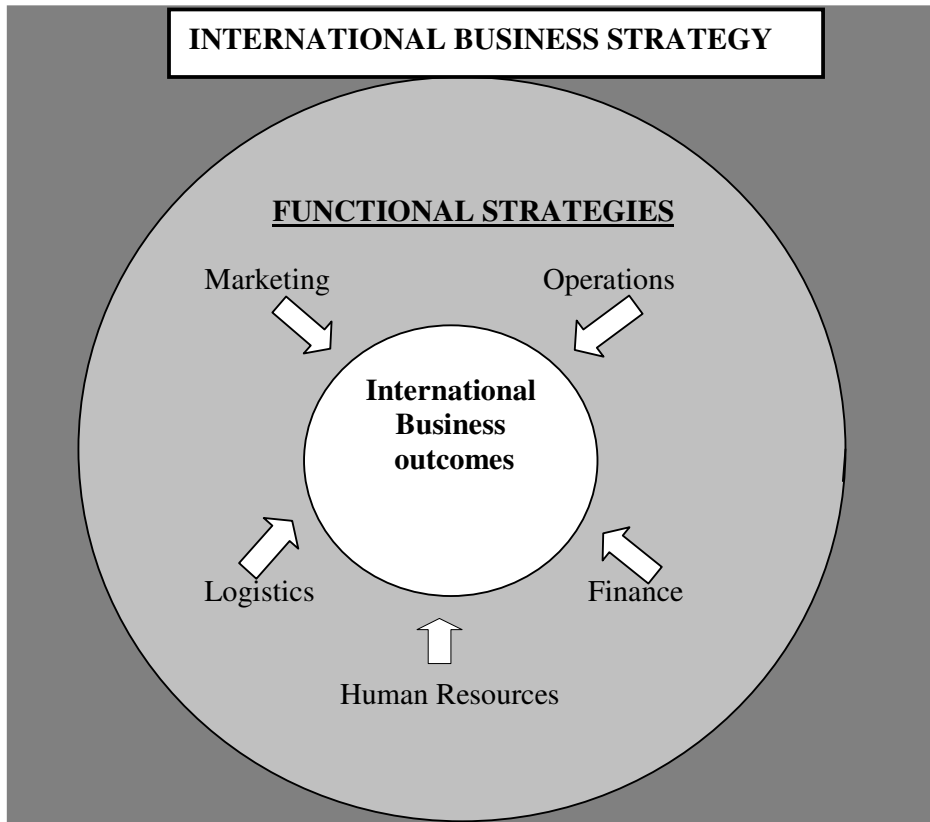 INTERNATIONAL BUSINESS STRATEGY
FUNCTIONAL STRATEGIES
Marketing
Operations
International
Business
outcomes
Logistics
Finance
Human Resources